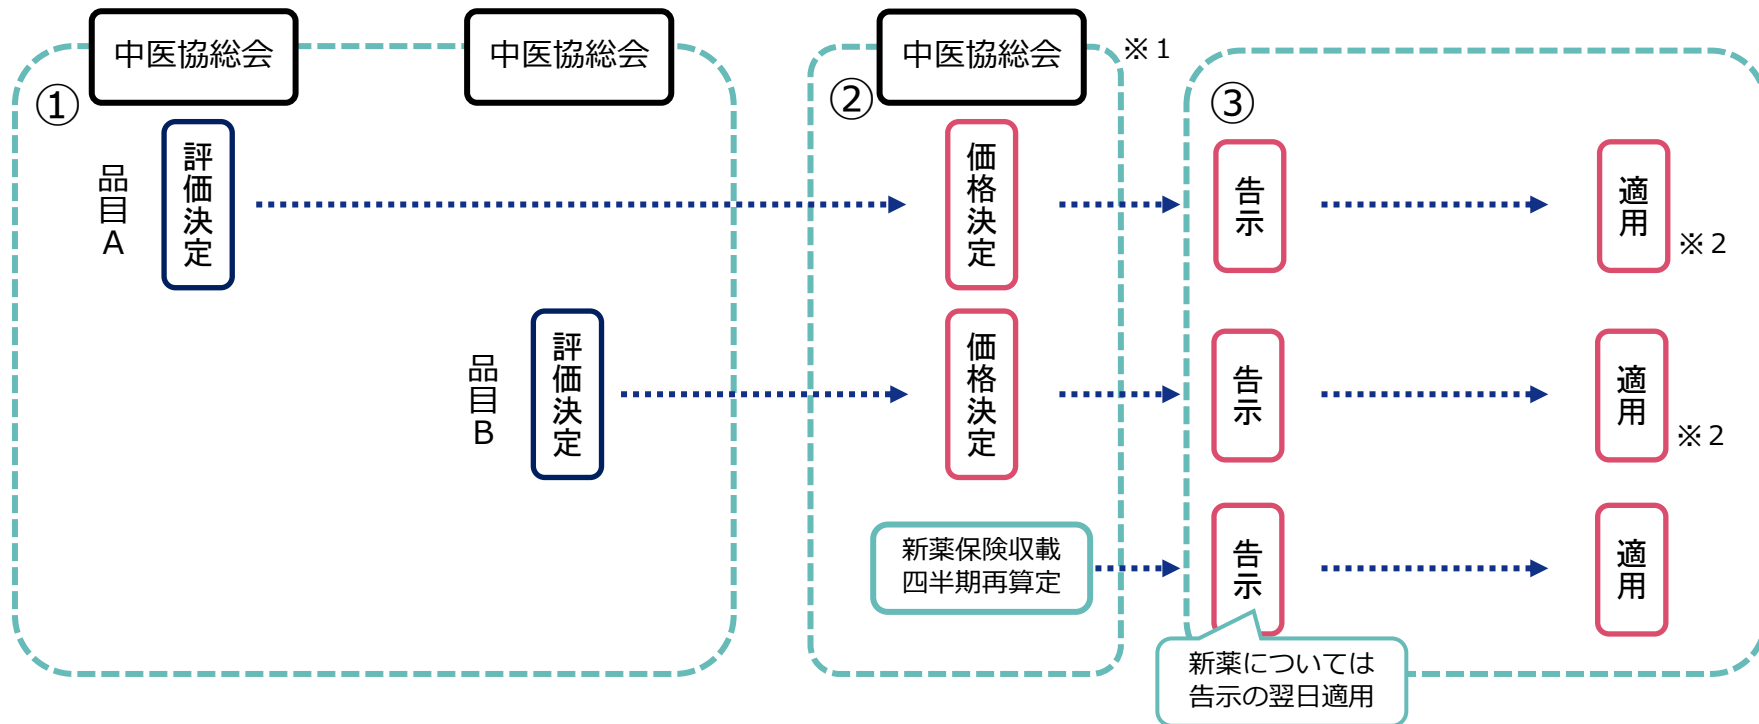 中医協総会
中医協総会
中医協総会
※１
①
②
③
品目A
評価決定
価格決定
告示
適用
※２
品目B
評価決定
価格決定
告示
適用
※２
新薬保険収載
四半期再算定
告示
適用
新薬については
告示の翌日適用